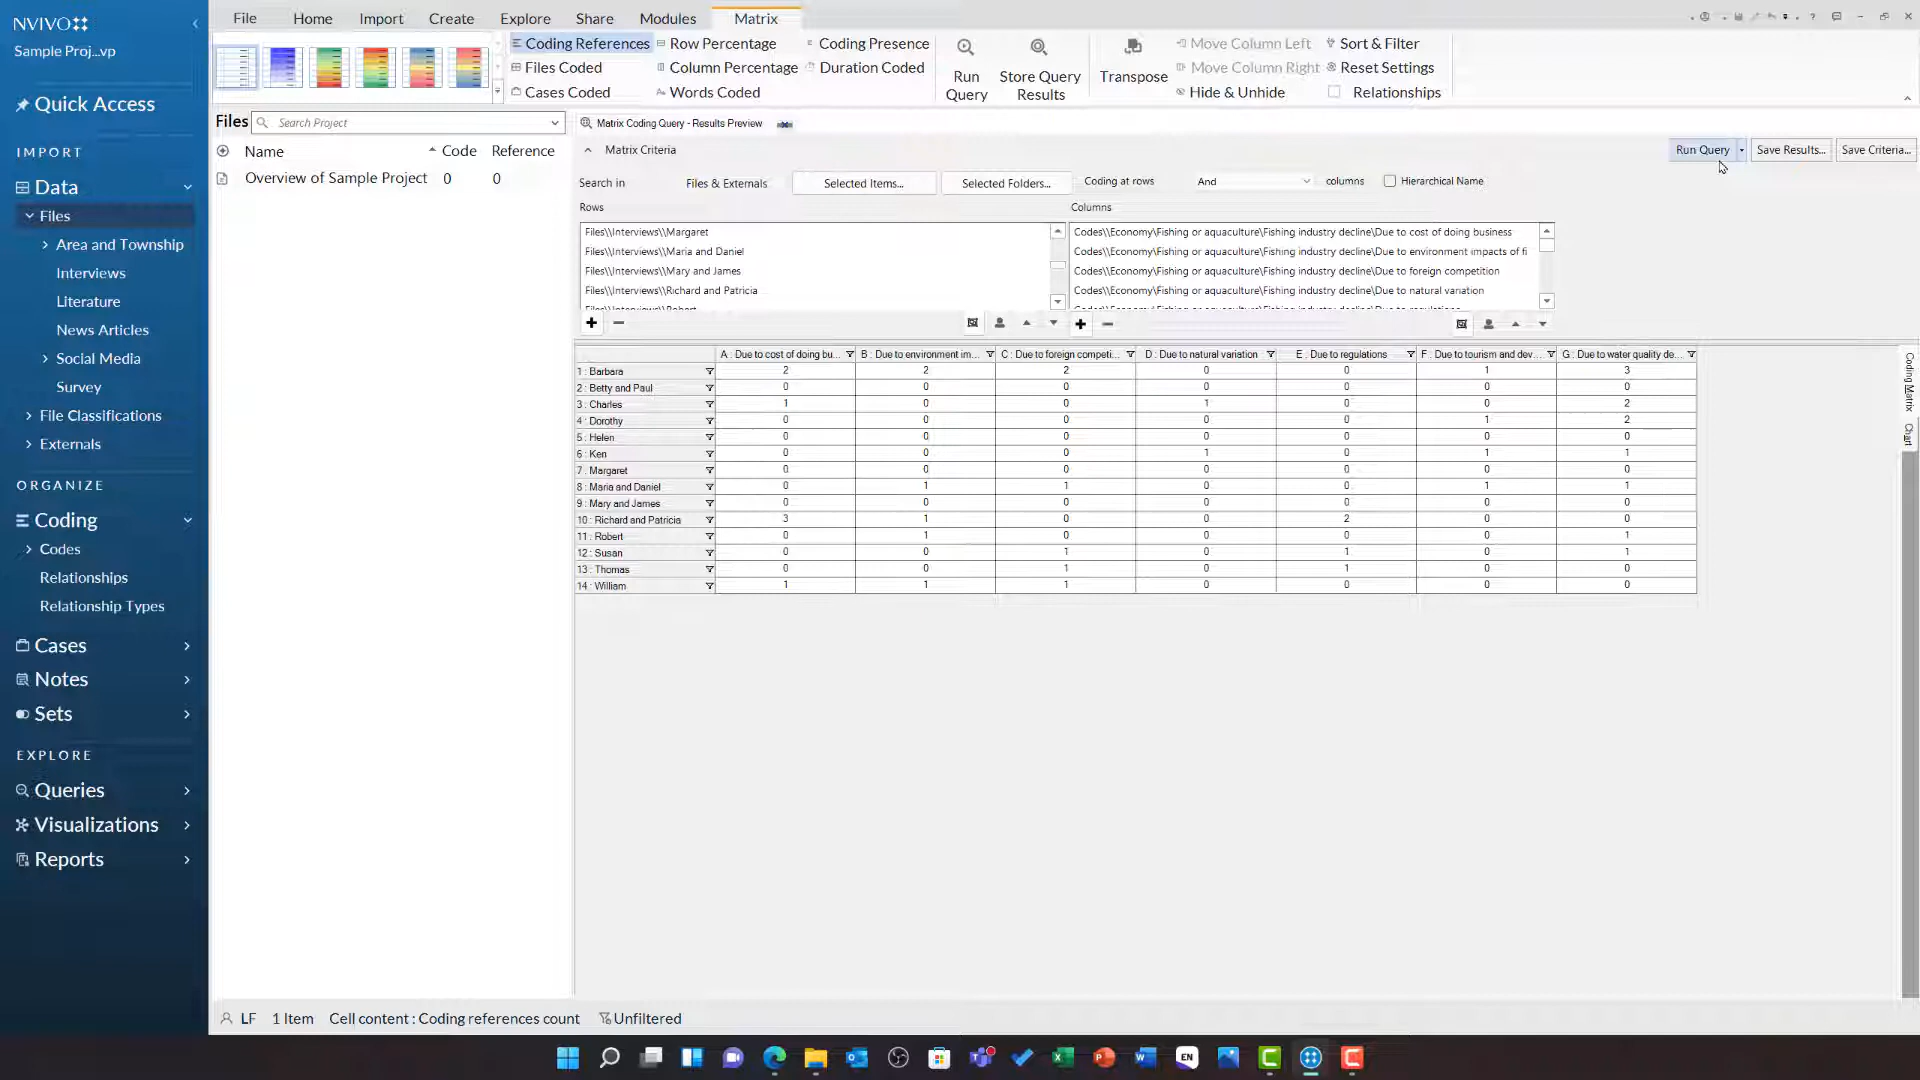 NVIVO
Sample Proj...vp
File Home Import Create Explore Share Modules Matrix
Coding References Row Percentage Coding Presence
Files Coded Column Percentage Duration Coded
Cases Coded Words Coded
Run Query
Store Query Results
Transpose
Move Column Left Sort & Filter
Move Column Right Reset Settings
Hide & Unhide Relationships
Quick Access
IMPORT
Data
Files
Area and Township
Interviews
Literature
News Articles
Social Media
Survey
File Classifications
Externals
ORGANIZE
Coding
Codes
Relationships
Relationship Types
Cases
Notes
Sets
EXPLORE
Queries
Visualizations
Reports
Files Search Project
Name Code Reference
Overview of Sample Project 0 0
Matrix Coding Query - Results Preview
Matrix Criteria Run Query Save Results... Save Criteria...
Search in Files & Externals Selected Items... Selected Folders... Coding at rows And columns Hierarchical Name
Rows Columns
Files\\Interviews\\Margaret
Files\\Interviews\\Maria and Daniel
Files\\Interviews\\Mary and James
Files\\Interviews\\Richard and Patricia
Files\\Interviews\\Robert
Codes\\Economy\Fishing or aquaculture\Fishing industry decline\Due to cost of doing business
Codes\\Economy\Fishing or aquaculture\Fishing industry decline\Due to environment impacts of fi
Codes\\Economy\Fishing or aquaculture\Fishing industry decline\Due to foreign competition
Codes\\Economy\Fishing or aquaculture\Fishing industry decline\Due to natural variation
Codes\\Economy\Fishing or aquaculture\Fishing industry decline\Due to regulations
A : Due to cost of doing bu... B : Due to environment im... C : Due to foreign competi... D : Due to natural variation E : Due to regulations F : Due to tourism and dev... G : Due to water quality de...
1 : Barbara 2 2 2 0 0 1 3
2 : Betty and Paul 0 0 0 0 0 0 0
3 : Charles 1 0 0 1 0 0 2
4 : Dorothy 0 0 0 0 0 1 2
5 : Helen 0 0 0 0 0 0 0
6 : Ken 0 0 0 1 0 1 1
7 : Margaret 0 0 0 0 0 0 0
8 : Maria and Daniel 0 1 1 0 0 1 1
9 : Mary and James 0 0 0 0 0 0 0
10 : Richard and Patricia 3 1 0 0 2 0 0
11 : Robert 0 1 0 0 0 0 1
12 : Susan 0 0 1 0 1 0 1
13 : Thomas 0 0 1 0 1 0 0
14 : William 1 1 1 0 0 0 0
Coding Matrix
Chart
LF 1 Item Cell content : Coding references count Unfiltered
EN